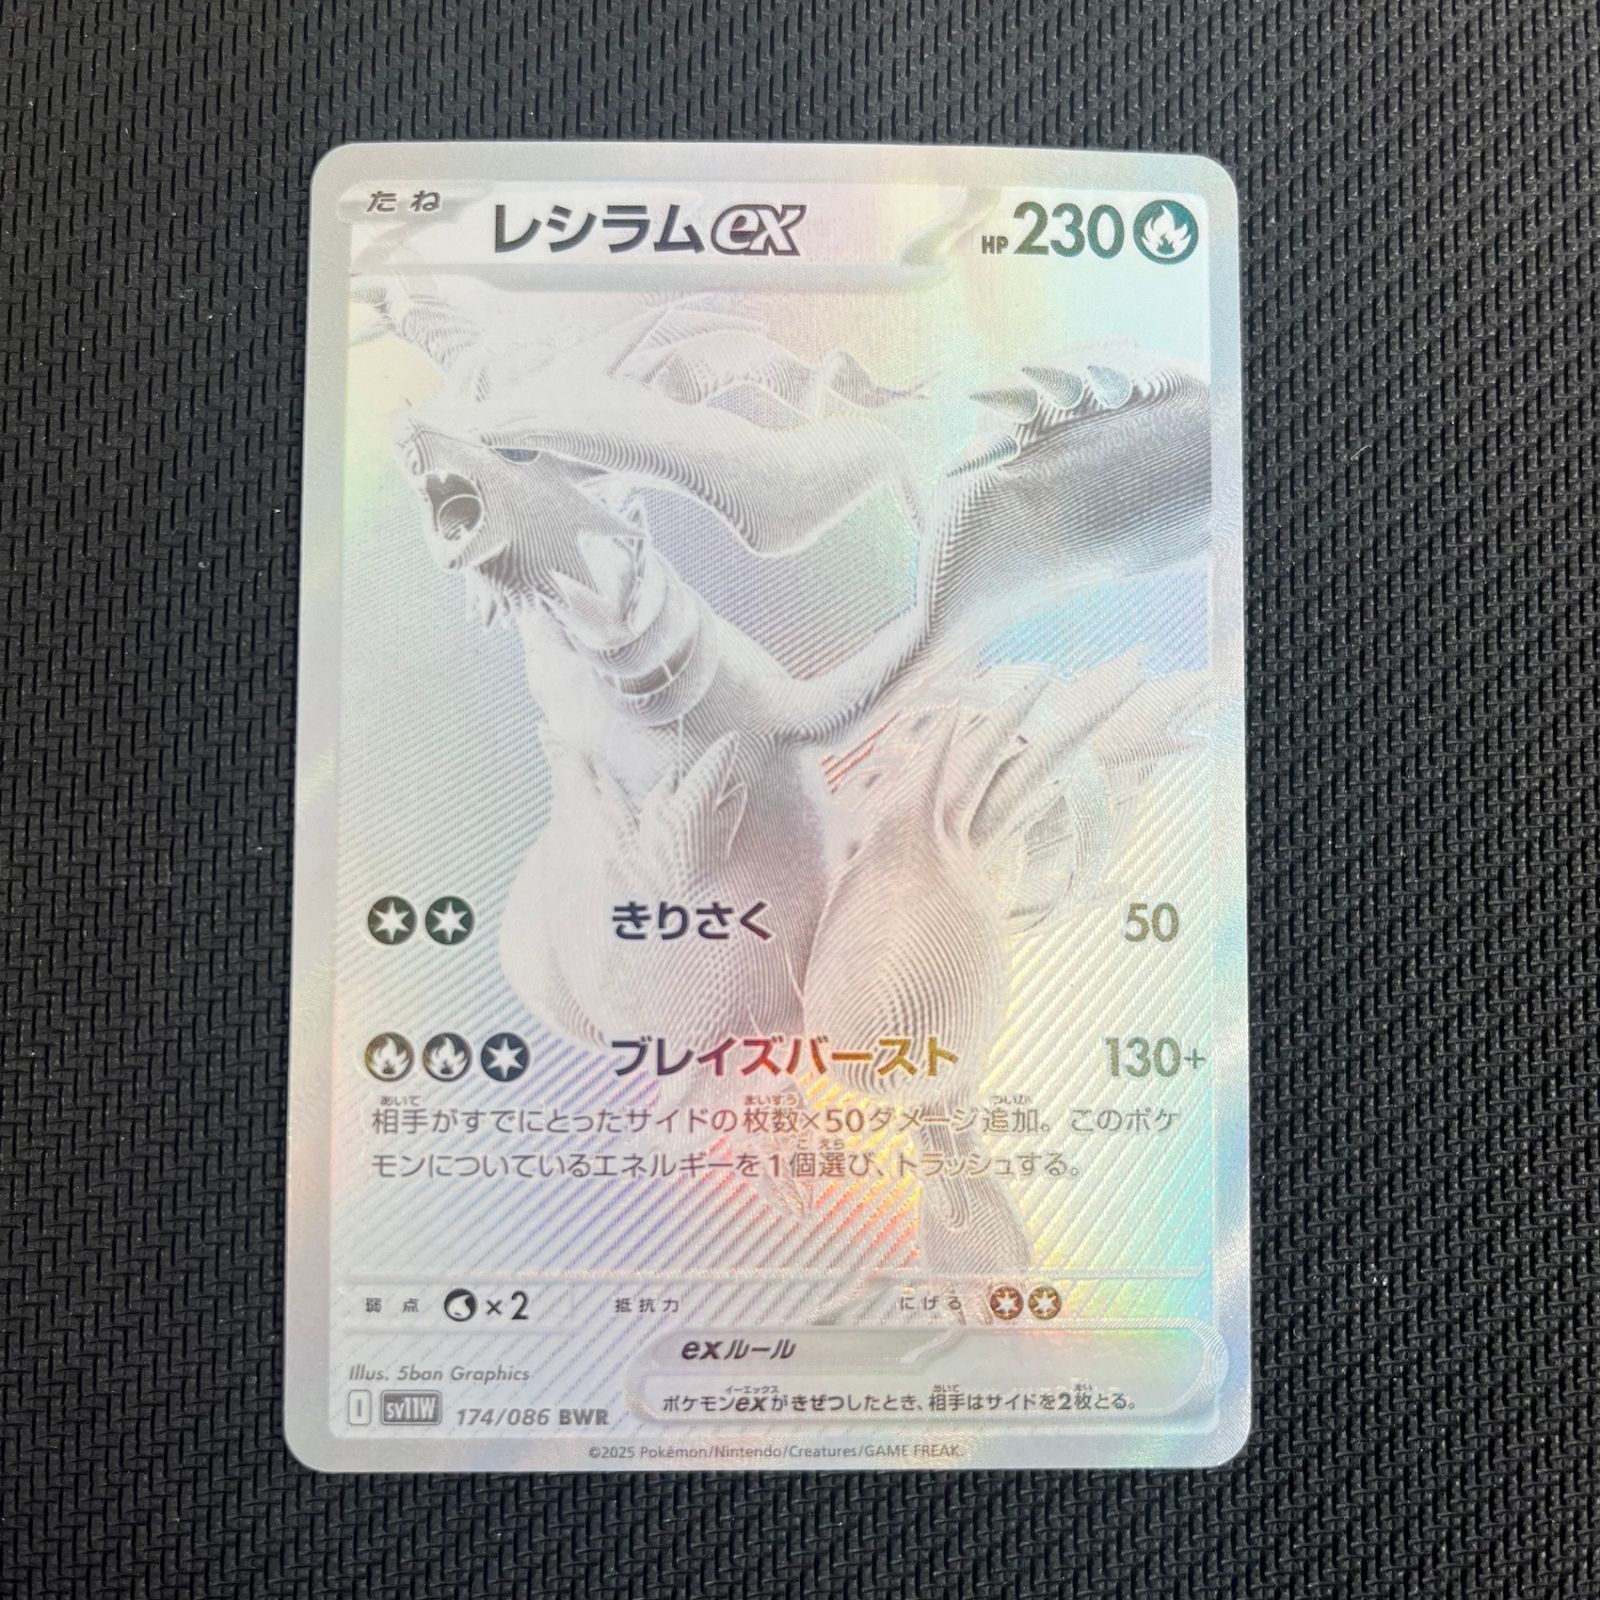 たね レシラムex HP230
きりさく 50
ブレイズバースト 130+
相手がすでにとったサイドの枚数×50ダメージ追加。このポケ
モンについているエネルギーを1個選び、トラッシュする。
弱点 ×2 抵抗力 にげる
exルール
ポケモンexがきぜつしたとき、相手はサイドを2枚とる。
Illus. 5ban Graphics
I sv11W 174/086 BWR
©2025 Pokémon/Nintendo/Creatures/GAME FREAK.